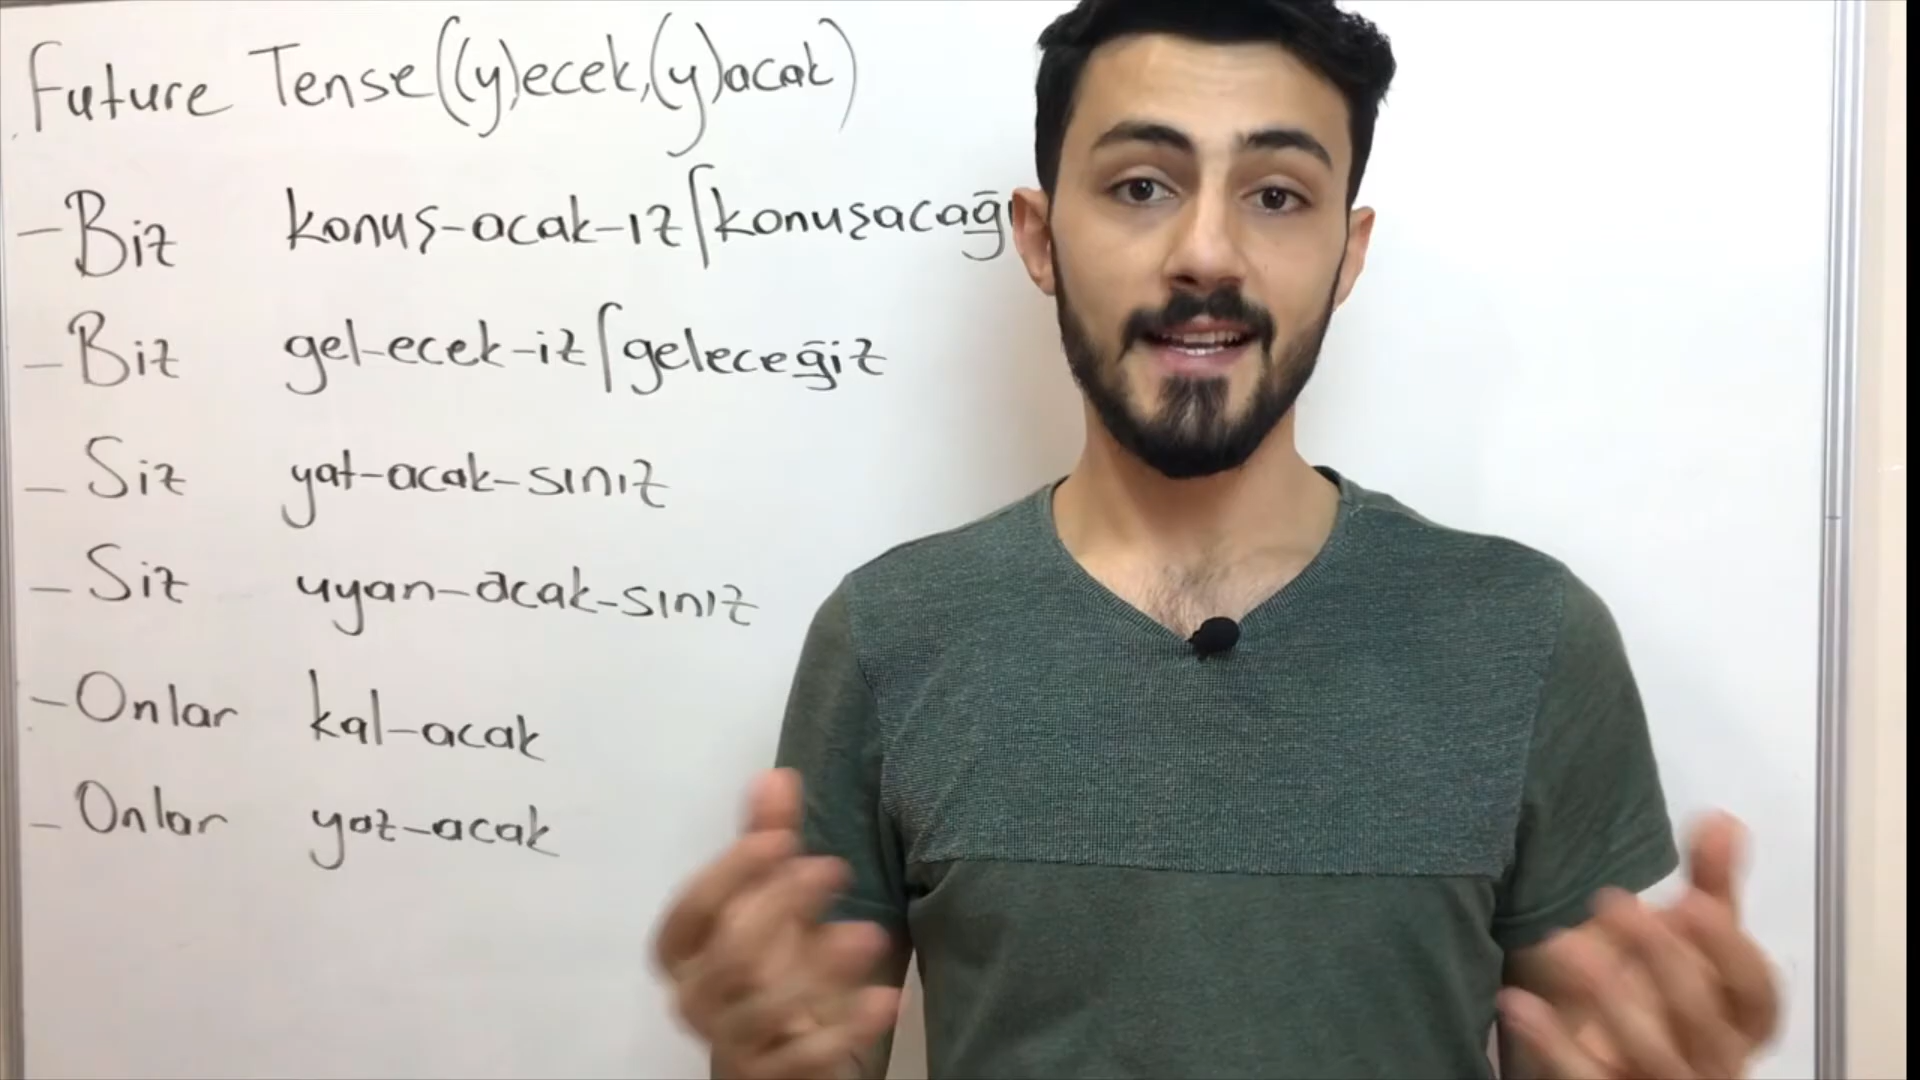 Future Tense((y)ecek,(y)acak)
- Biz konuş-acak-ız/konuşacağı
- Biz gel-ecek-iz/geleceğiz
- Siz yat-acak-sınız
- Siz uyan-acak-sınız
- Onlar kal-acak
- Onlar yaz-acak